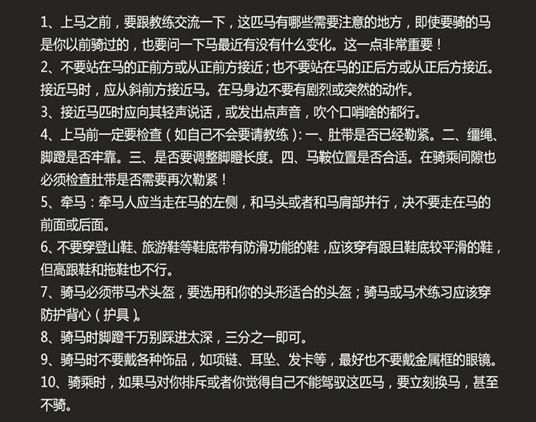 1、上马之前，要跟教练交流一下，这匹马有哪些需要注意的地方，即使要骑的马
是你以前骑过的，也要问一下马最近有没有什么变化。这一点非常重要！
2、不要站在马的正前方或从正前方接近；也不要站在马的正后方或从正后方接近。
接近马时，应从斜前方接近马。在马身边不要有剧烈或突然的动作。
3、接近马匹时应向其轻声说话，或发出点声音，吹个口哨啥的都行。
4、上马前一定要检查（如自己不会要请教练）：一、肚带是否已经勒紧。二、缰绳、
脚蹬是否牢靠。三、是否要调整脚瞪长度。四、马鞍位置是否合适。在骑乘间隙也
必须检查肚带是否需要再次勒紧！
5、牵马：牵马人应当走在马的左侧，和马头或者和马肩部并行，决不要走在马的
前面或后面。
6、不要穿登山鞋、旅游鞋等鞋底带有防滑功能的鞋，应该穿有跟且鞋底较平滑的鞋，
但高跟鞋和拖鞋也不行。
7、骑马必须带马术头盔，要选用和你的头形适合的头盔；骑马或马术练习应该穿
防护背心（护具）。
8、骑马时脚蹬千万别踩进太深，三分之一即可。
9、骑马时不要戴各种饰品，如项链、耳坠、发卡等，最好也不要戴金属框的眼镜。
10、骑乘时，如果马对你排斥或者你觉得自己不能驾驭这匹马，要立刻换马，甚至
不骑。